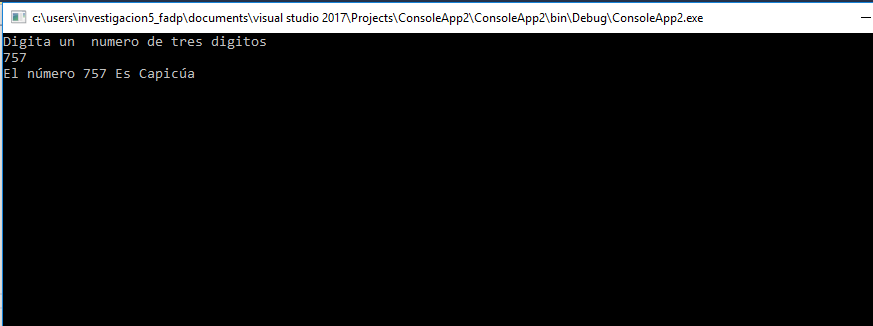 c:\users\investigacion5_fadp\documents\visual studio 2017\Projects\ConsoleApp2\ConsoleApp2\bin\Debug\ConsoleApp2.exe
Digita un  numero de tres digitos
757
El número 757 Es Capicúa